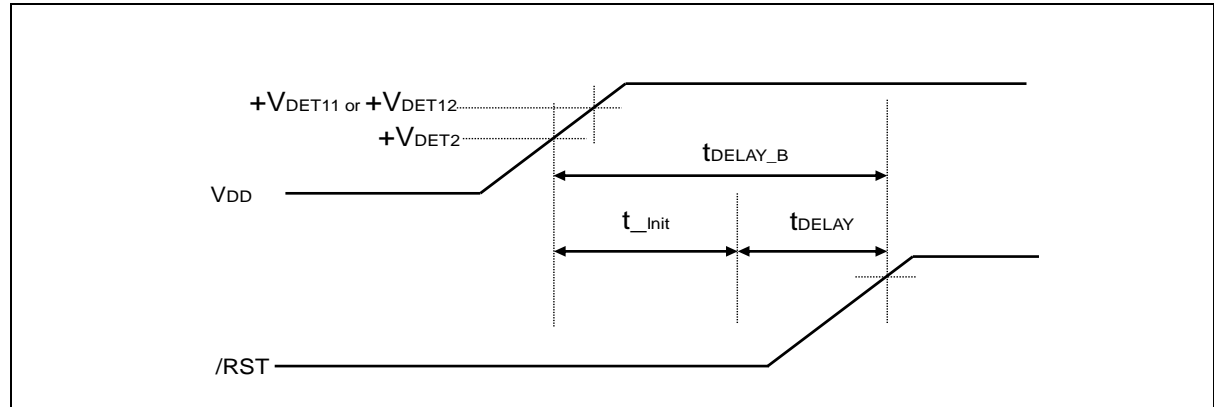 +VDET11 or +VDET12
+VDET2
tDELAY_B
VDD
t_Init
tDELAY
/RST